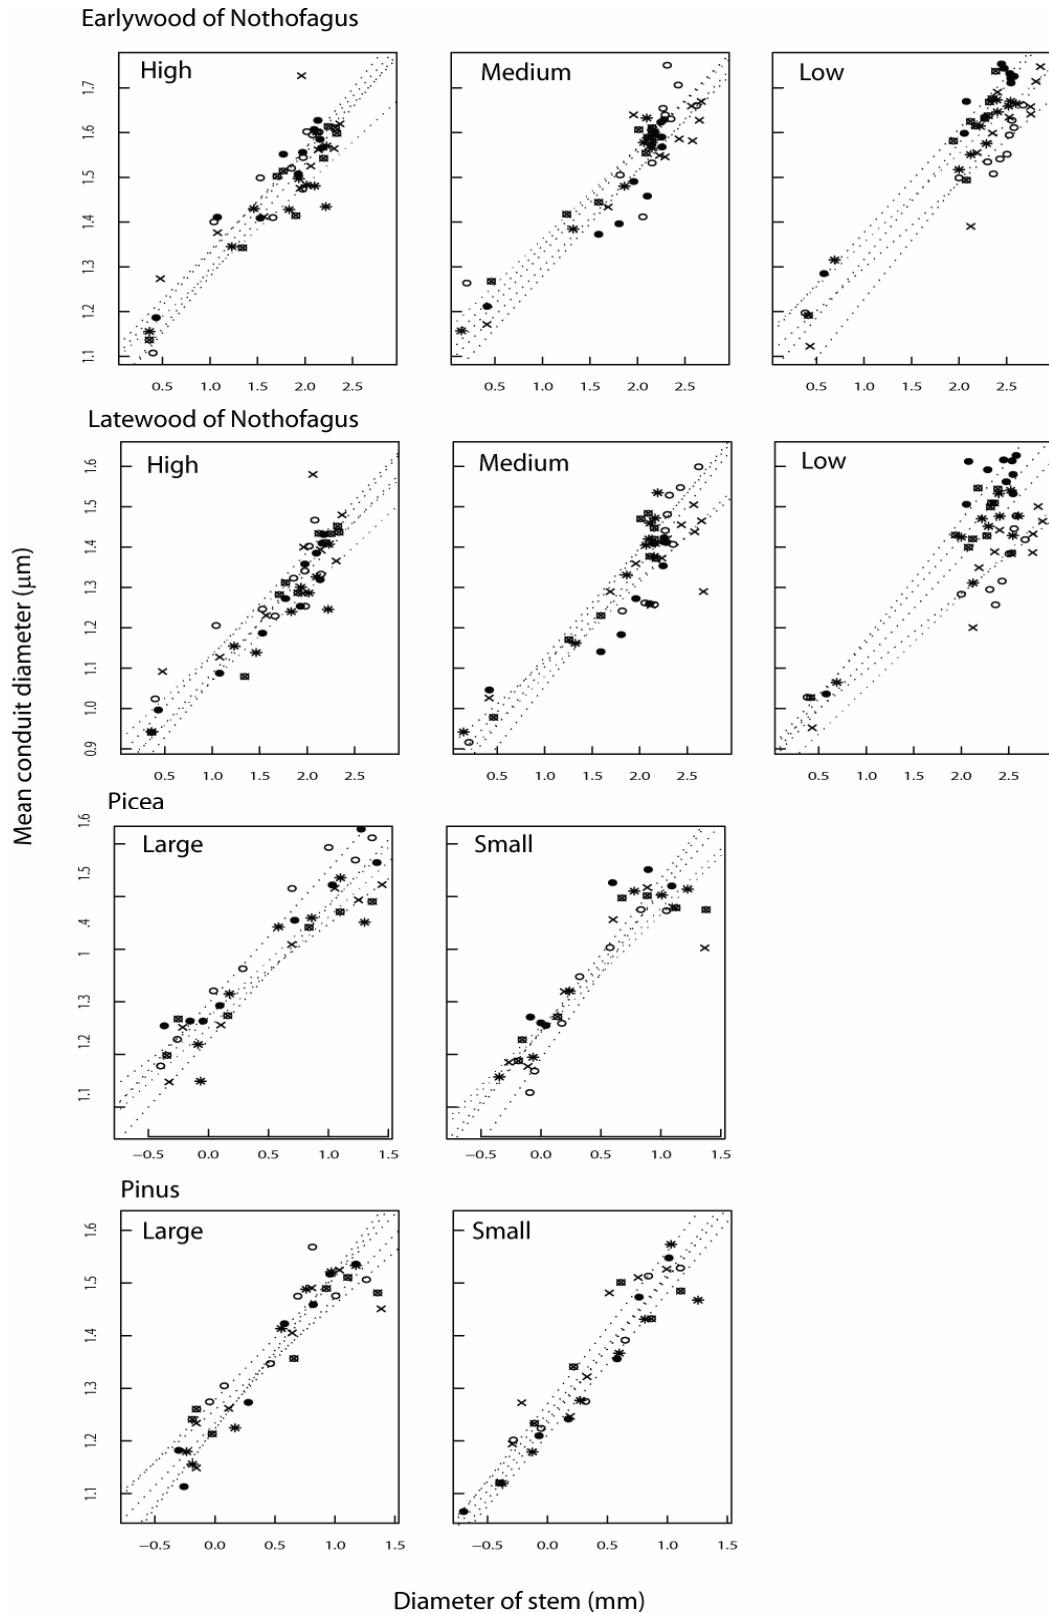 Earlywood of Nothofagus
High
Medium
Low
1.7
1.6
1.5
1.4
1.3
1.2
1.1
0.5 1.0 1.5 2.0 2.5
0.5 1.0 1.5 2.0 2.5
0.5 1.0 1.5 2.0 2.5
Latewood of Nothofagus
High
Medium
Low
1.6
1.5
1.4
1.3
1.2
1.1
1.0
0.9
0.5 1.0 1.5 2.0 2.5
0.5 1.0 1.5 2.0 2.5
0.5 1.0 1.5 2.0 2.5
Mean conduit diameter (μm)
Picea
Large
Small
1.6
1.5
.4
1
1.3
1.2
1.1
−0.5 0.0 0.5 1.0 1.5
−0.5 0.0 0.5 1.0 1.5
Pinus
Large
Small
1.6
1.5
1.4
1.3
1.2
1.1
−0.5 0.0 0.5 1.0 1.5
−0.5 0.0 0.5 1.0 1.5
Diameter of stem (mm)